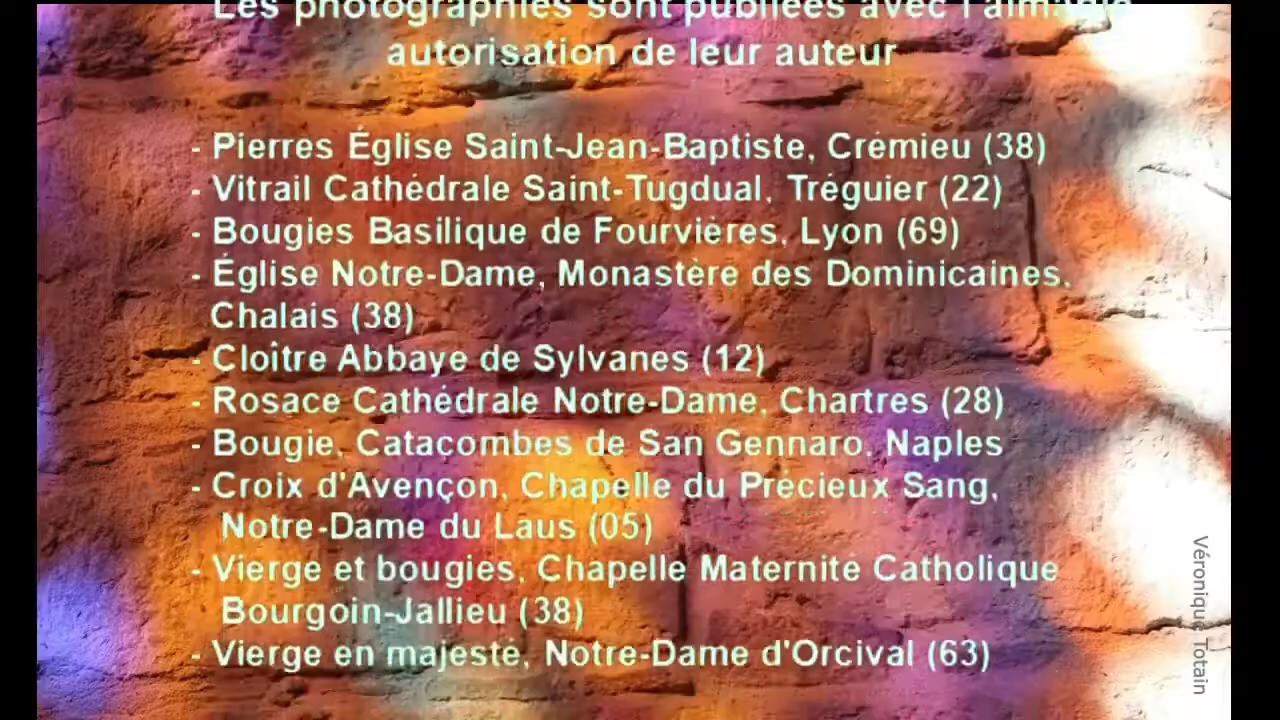 Les photographies sont publiées avec l'aimable
autorisation de leur auteur
- Pierres Église Saint-Jean-Baptiste, Crémieu (38)
- Vitrail Cathédrale Saint-Tugdual, Tréguier (22)
- Bougies Basilique de Fourvières, Lyon (69)
- Église Notre-Dame, Monastère des Dominicaines,
Chalais (38)
- Cloître Abbaye de Sylvanes (12)
- Rosace Cathédrale Notre-Dame, Chartres (28)
- Bougie, Catacombes de San Gennaro, Naples
- Croix d'Avençon, Chapelle du Précieux Sang,
Notre-Dame du Laus (05)
- Vierge et bougies, Chapelle Maternité Catholique
Bourgoin-Jallieu (38)
- Vierge en majesté, Notre-Dame d'Orcival (63)
Véronique Totain